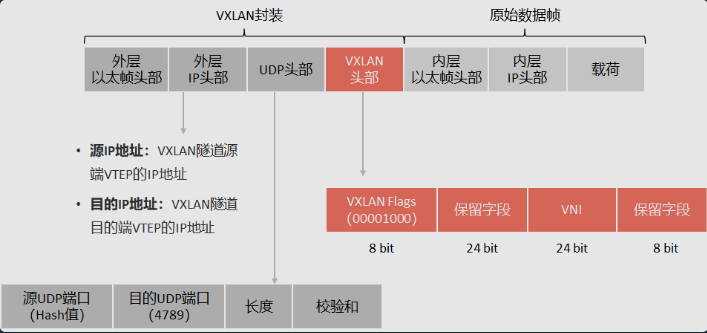 VXLAN封装
原始数据帧
外层
以太帧头部
外层
IP头部
UDP头部
VXLAN
头部
内层
以太帧头部
内层
IP头部
载荷
• 源IP地址：VXLAN隧道源
端VTEP的IP地址
• 目的IP地址：VXLAN隧道
目的端VTEP的IP地址
VXLAN Flags
(00001000)
保留字段
VNI
保留字段
8 bit
24 bit
24 bit
8 bit
源UDP端口
(Hash值)
目的UDP端口
(4789)
长度
校验和